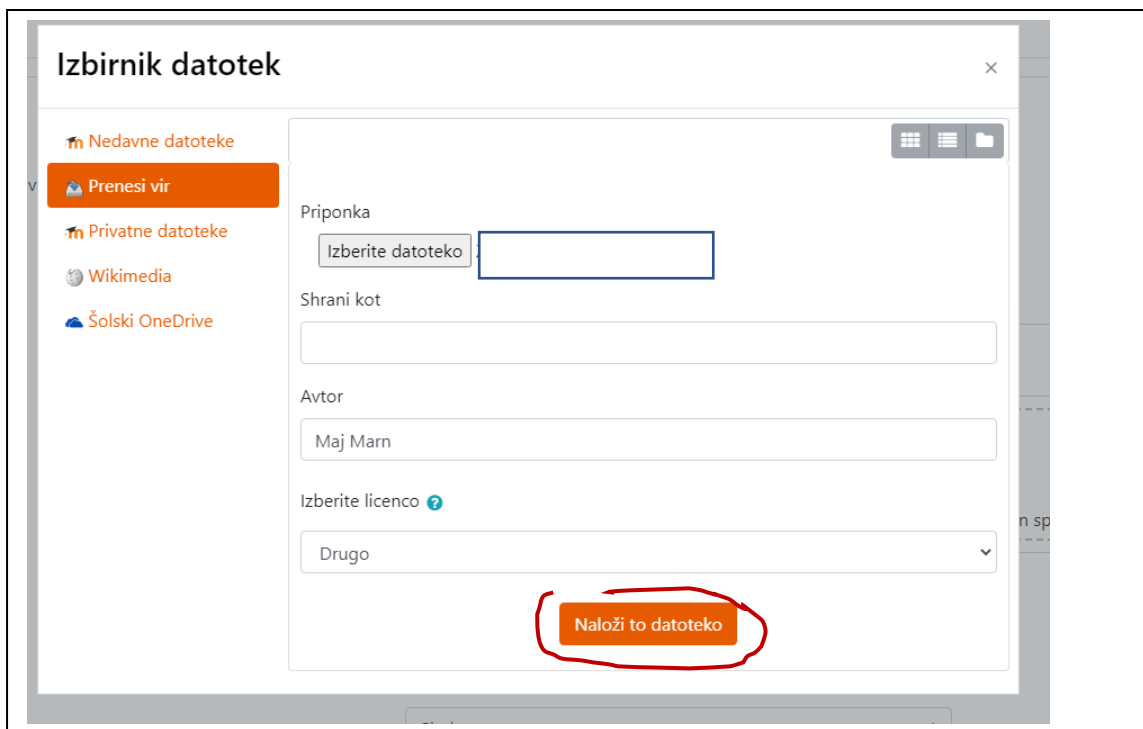 Izbirnik datotek
×
Nedavne datoteke
Prenesi vir
Privatne datoteke
Wikimedia
Šolski OneDrive
Priponka
Izberite datoteko
Shrani kot
Avtor
Maj Marn
Izberite licenco ?
Drugo
Naloži to datoteko
v
n sp